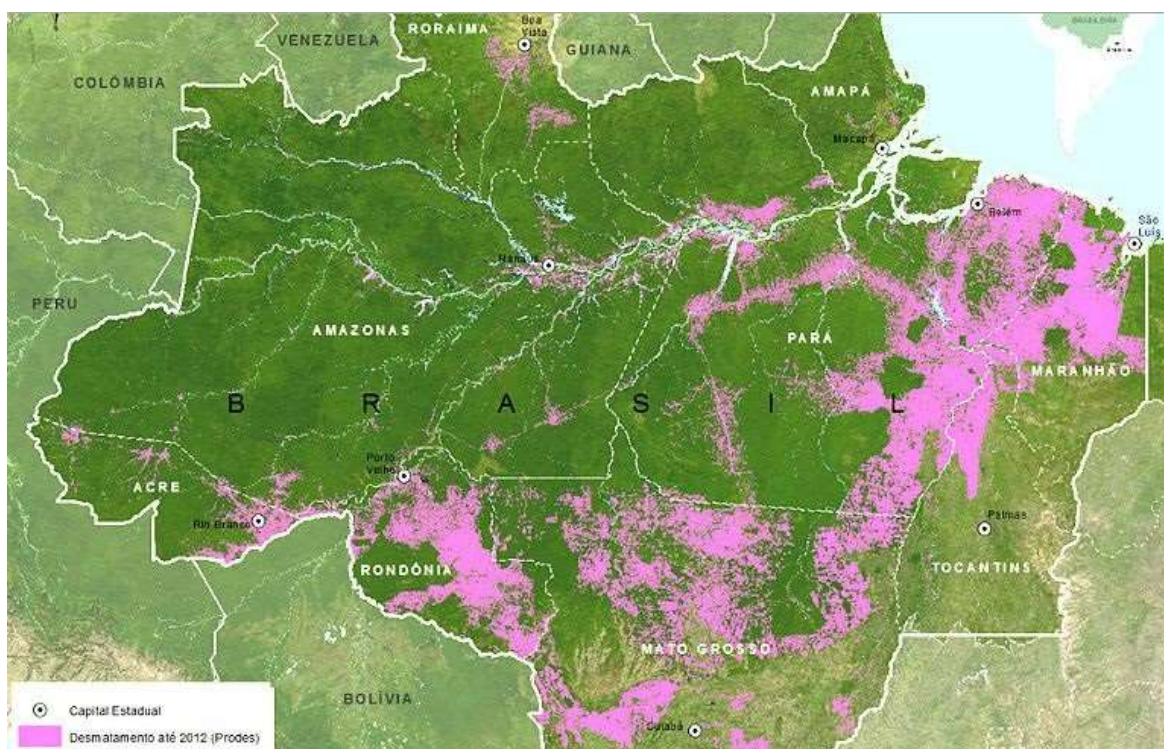 RORAIMA
Boa
Vista
VENEZUELA
GUIANA
COLÔMBIA
AMAPÁ
Macapá
Belém
São
Luís
Manaus
PERU
AMAZONAS
PARÁ
MARANHÃO
B R A S I L
Porto
Velho
ACRE
Rio Branco
Palmas
RONDÔNIA
TOCANTINS
MATO GROSSO
BOLÍVIA
Cuiabá
Capital Estadual
Desmatamento até 2012 (Prodes)